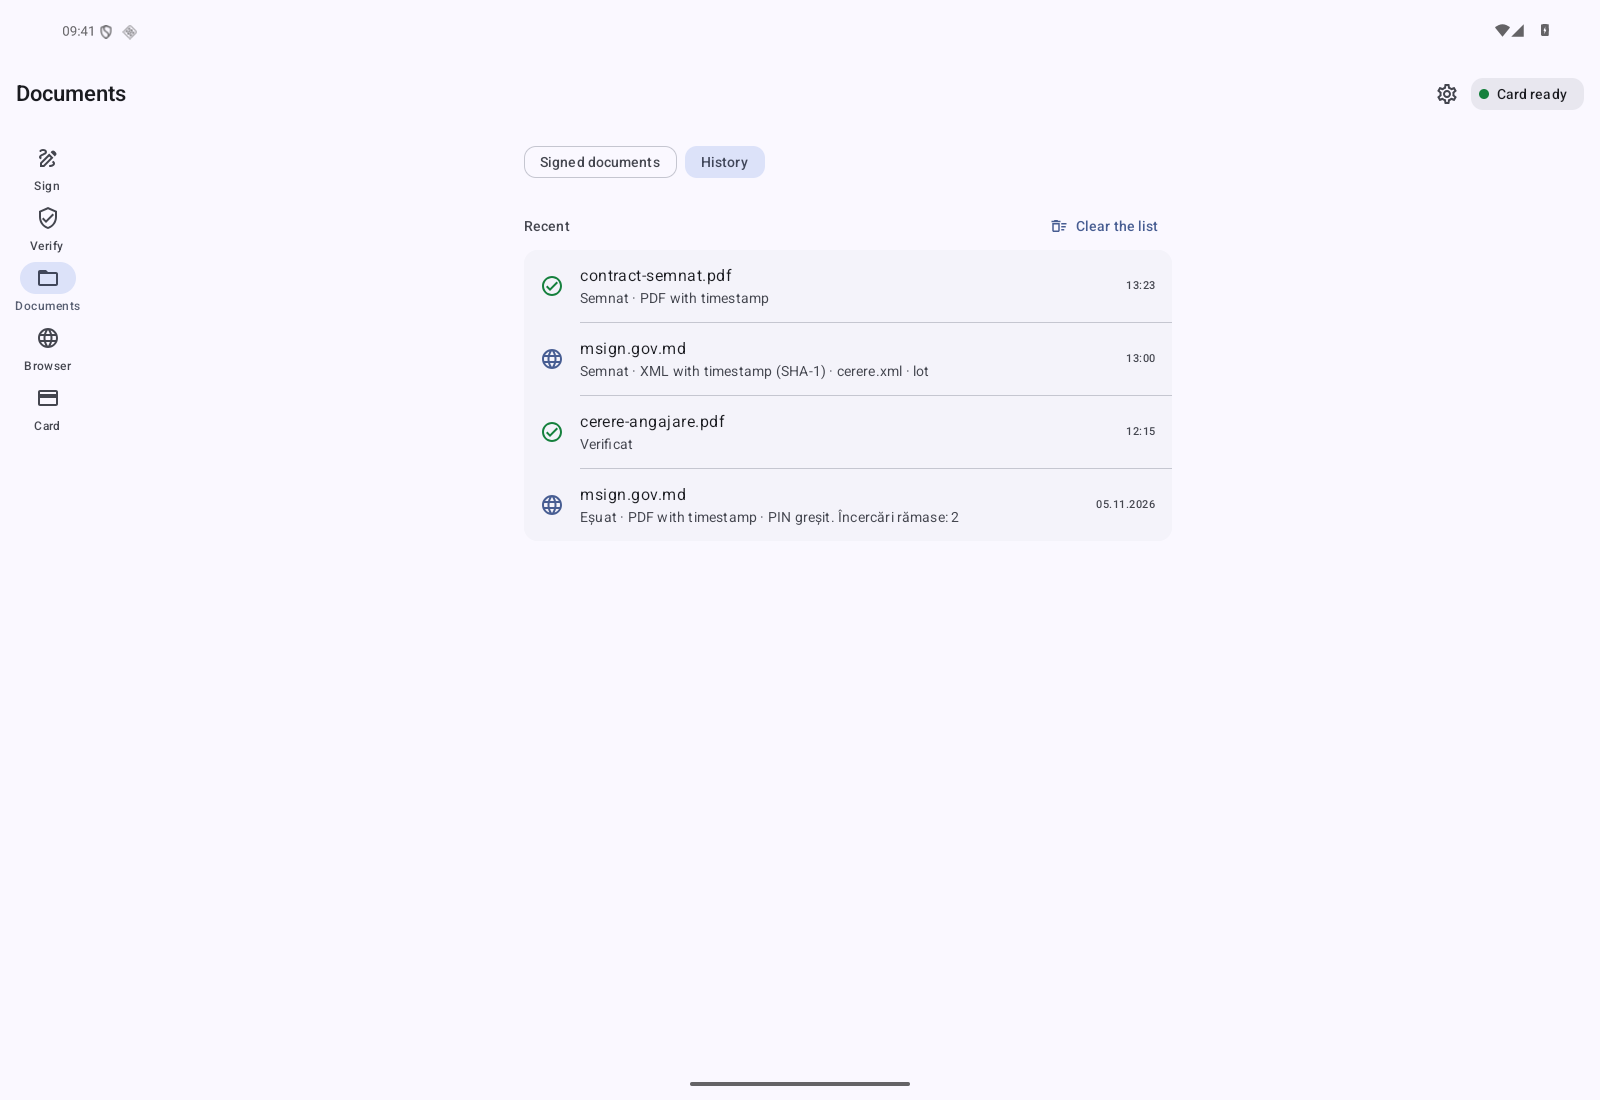 09:41
Documents
Card ready
Sign
Verify
Documents
Browser
Card
Signed documents
History
Recent
Clear the list
contract-semnat.pdf
Semnat · PDF with timestamp
13:23
msign.gov.md
Semnat · XML with timestamp (SHA-1) · cerere.xml · lot
13:00
cerere-angajare.pdf
Verificat
12:15
msign.gov.md
Eșuat · PDF with timestamp · PIN greșit. Încercări rămase: 2
05.11.2026